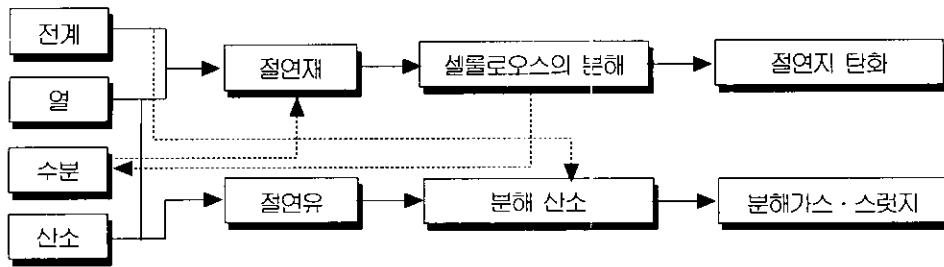 전계
열
수분
산소
절연재
셀룰로오스의 분해
절연지 탄화
절연유
분해 산소
분해가스·스럿지